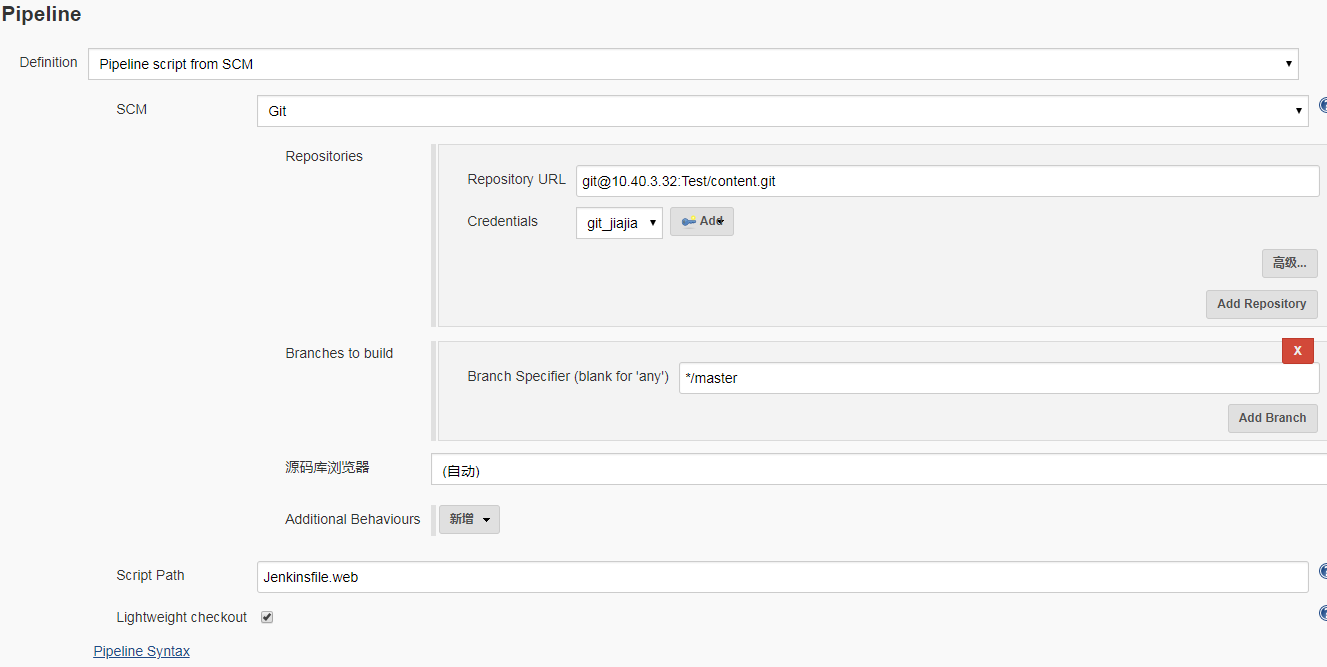 Pipeline
Definition
Pipeline script from SCM
SCM
Git
Repositories
Repository URL
git@10.40.3.32:Test/content.git
Credentials
git_jiajia
Add
高级...
Add Repository
Branches to build
X
Branch Specifier (blank for 'any')
*/master
Add Branch
源码库浏览器
(自动)
Additional Behaviours
新增
Script Path
Jenkinsfile.web
Lightweight checkout
Pipeline Syntax